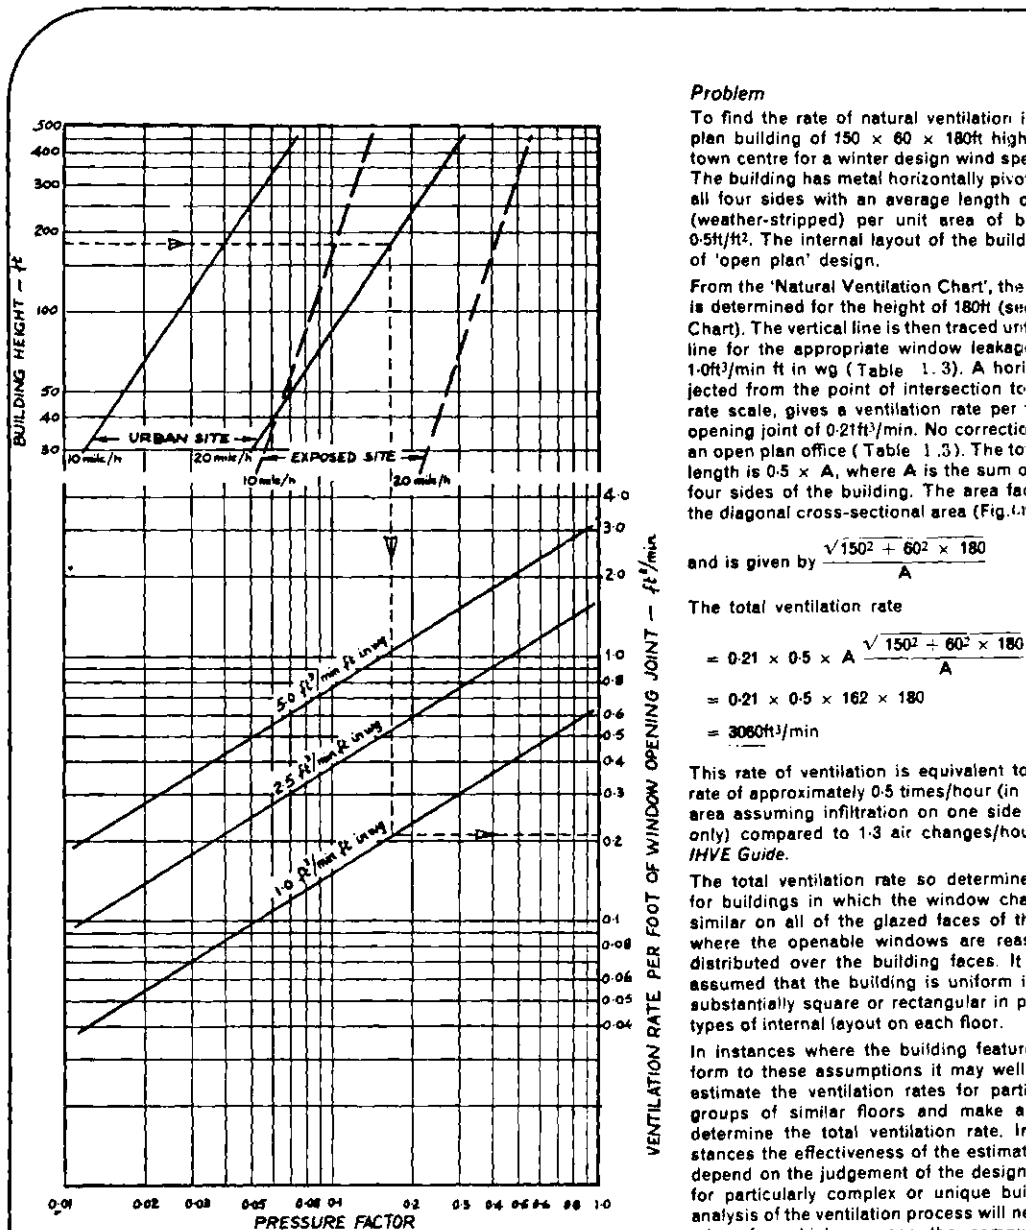 500
400
300
200
100
50
40
30
BUILDING HEIGHT — ft
URBAN SITE
EXPOSED SITE
10 mile/h
20 mile/h
10 mile/h
20 mile/h
4·0
3·0
2·0
1·0
0·8
0·6
0·5
0·4
0·3
0·2
0·1
0·08
0·06
0·05
0·04
VENTILATION RATE PER FOOT OF WINDOW OPENING JOINT — ft³/min
5·0 ft³/min ft in wg
2·5 ft³/min ft in wg
1·0 ft³/min ft in wg
0·01 0·02 0·03 0·05 0·08 0·1 0·2 0·3 0·4 0·6 0·8 1·0
PRESSURE FACTOR
Problem
To find the rate of natural ventilation i
plan building of 150 × 60 × 180ft high
town centre for a winter design wind spe
The building has metal horizontally pivot
all four sides with an average length o
(weather-stripped) per unit area of b
0·5ft/ft². The internal layout of the build
of 'open plan' design.
From the 'Natural Ventilation Chart', the
is determined for the height of 180ft (see
Chart). The vertical line is then traced unt
line for the appropriate window leakage
1·0ft³/min ft in wg (Table 1.3). A hori
jected from the point of intersection to
rate scale, gives a ventilation rate per
opening joint of 0·21ft³/min. No correctio
an open plan office (Table 1.3). The to
length is 0·5 × A, where A is the sum o
four sides of the building. The area fac
the diagonal cross-sectional area (Fig.
and is given by √150² + 60² × 180 / A
The total ventilation rate
= 0·21 × 0·5 × A √150² + 60² × 180 / A
= 0·21 × 0·5 × 162 × 180
= 3060ft³/min
This rate of ventilation is equivalent to
rate of approximately 0·5 times/hour (in
area assuming infiltration on one side
only) compared to 1·3 air changes/hou
IHVE Guide.
The total ventilation rate so determine
for buildings in which the window cha
similar on all of the glazed faces of th
where the openable windows are reas
distributed over the building faces. It
assumed that the building is uniform i
substantially square or rectangular in p
types of internal layout on each floor.
In instances where the building feature
form to these assumptions it may well
estimate the ventilation rates for parti
groups of similar floors and make a
determine the total ventilation rate. In
stances the effectiveness of the estimat
depend on the judgement of the design
for particularly complex or unique bui
analysis of the ventilation process will ne